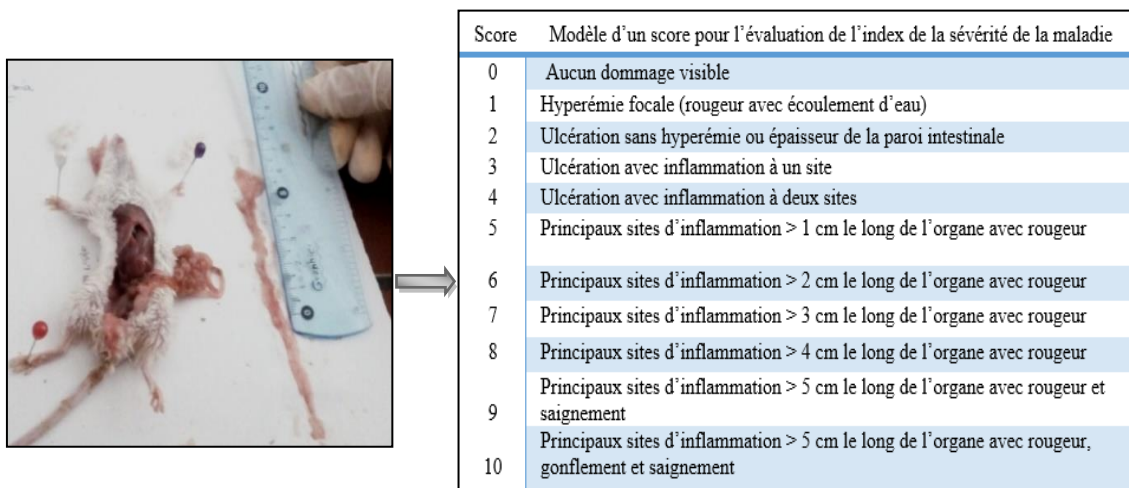 Score Modèle d'un score pour l'évaluation de l'index de la sévérité de la maladie
0 Aucun dommage visible
1 Hyperémie focale (rougeur avec écoulement d'eau)
2 Ulcération sans hyperémie ou épaisseur de la paroi intestinale
3 Ulcération avec inflammation à un site
4 Ulcération avec inflammation à deux sites
5 Principaux sites d'inflammation > 1 cm le long de l'organe avec rougeur
6 Principaux sites d'inflammation > 2 cm le long de l'organe avec rougeur
7 Principaux sites d'inflammation > 3 cm le long de l'organe avec rougeur
8 Principaux sites d'inflammation > 4 cm le long de l'organe avec rougeur
Principaux sites d'inflammation > 5 cm le long de l'organe avec rougeur et
9 saignement
Principaux sites d'inflammation > 5 cm le long de l'organe avec rougeur,
gonflement et saignement
10